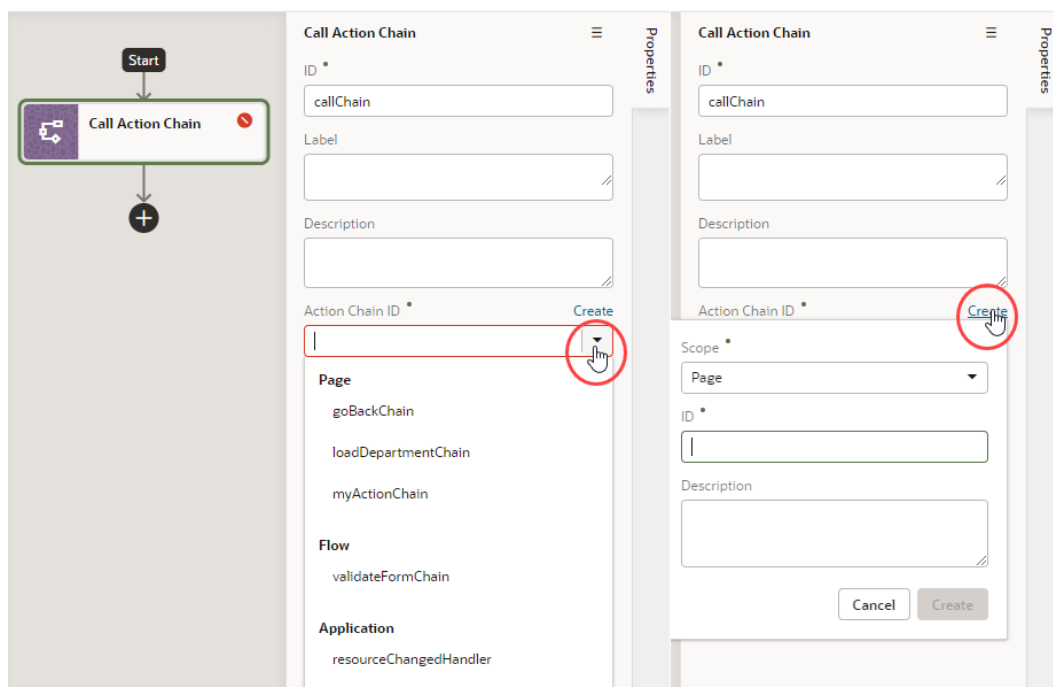 Start
Call Action Chain
Call Action Chain
Properties
ID
callChain
Label
Description
Action Chain ID
Create
Page
goBackChain
loadDepartmentChain
myActionChain
Flow
validateFormChain
Application
resourceChangedHandler
Call Action Chain
Properties
ID
callChain
Label
Description
Action Chain ID
Create
Scope
Page
ID
Description
Cancel
Create